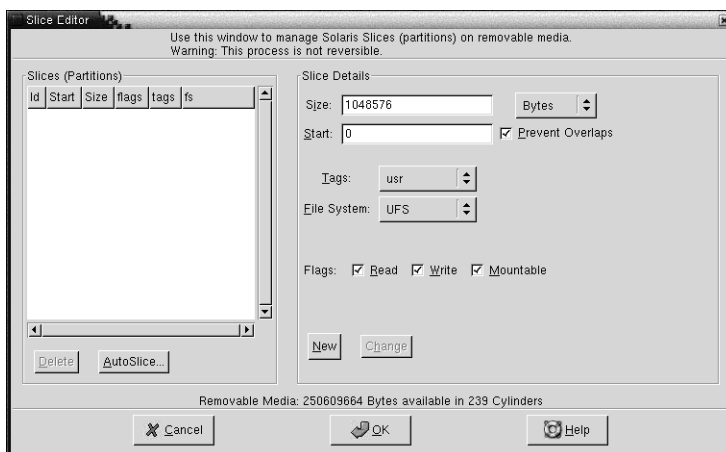 Slice Editor
Use this window to manage Solaris Slices (partitions) on removable media.
Warning: This process is not reversible.
Slices (Partitions)
Id Start Size flags tags fs
Delete
AutoSlice...
Slice Details
Size: 1048576 Bytes
Start: 0 Prevent Overlaps
Tags: usr
File System: UFS
Flags: Read Write Mountable
New
Change
Removable Media: 250609664 Bytes available in 239 Cylinders
Cancel
OK
Help